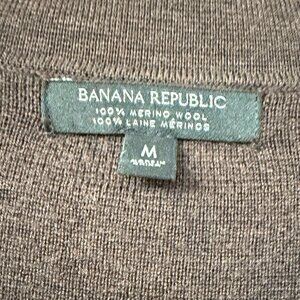 BANANA REPUBLIC
100% MERINO WOOL
100% LAINE MÉRINOS
M